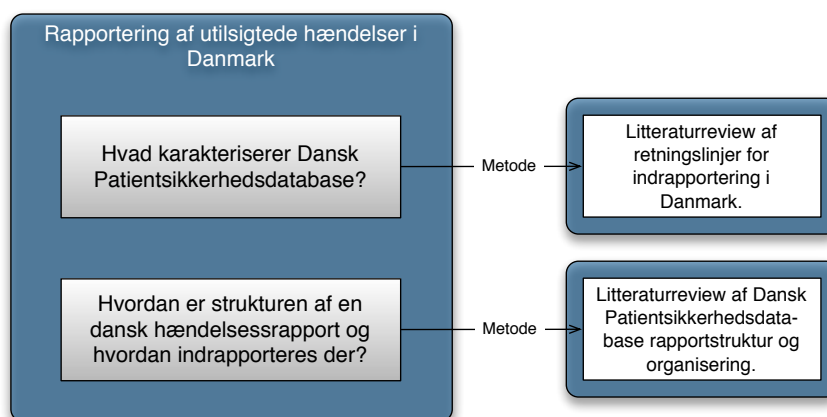 Rapportering af utilsigtede hændelser i
Danmark
Hvad karakteriserer Dansk
Patientsikkerhedsdatabase?
Metode
Litteraturreview af
retningslinjer for
indrapportering i
Danmark.
Hvordan er strukturen af en
dansk hændelsessrapport og
hvordan indrapporteres der?
Metode
Litteraturreview af Dansk
Patientsikkerhedsdata-
base rapportstruktur og
organisering.